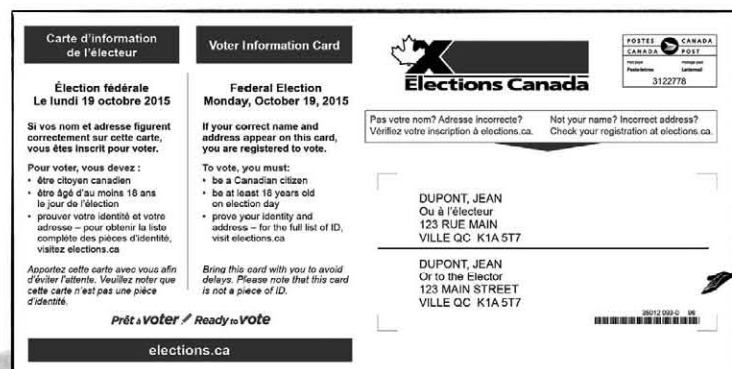 Carte d'information
de l'électeur
Élection fédérale
Le lundi 19 octobre 2015
Si vos nom et adresse figurent
correctement sur cette carte,
vous êtes inscrit pour voter.
Pour voter, vous devez :
• être citoyen canadien
• être âgé d'au moins 18 ans
le jour de l'élection
• prouver votre identité et votre
adresse – pour obtenir la liste
complète des pièces d'identité,
visitez elections.ca
Apportez cette carte avec vous afin
d'éviter l'attente. Veuillez noter que
cette carte n'est pas une pièce
d'identité.
Voter Information Card
Federal Election
Monday, October 19, 2015
If your correct name and
address appear on this card,
you are registered to vote.
To vote, you must:
• be a Canadian citizen
• be at least 18 years old
on election day
• prove your identity and
address – for the full list of ID,
visit elections.ca
Bring this card with you to avoid
delays. Please note that this card
is not a piece of ID.
Prêt à voter / Ready to vote
elections.ca
Elections Canada
POSTES CANADA
CANADA POST
Port payé Postage paid
Poste-lettres Lettermail
3122778
Pas votre nom? Adresse incorrecte?
Vérifiez votre inscription à elections.ca.
Not your name? Incorrect address?
Check your registration at elections.ca.
DUPONT, JEAN
Ou à l'électeur
123 RUE MAIN
VILLE QC K1A 5T7
DUPONT, JEAN
Or to the Elector
123 MAIN STREET
VILLE QC K1A 5T7